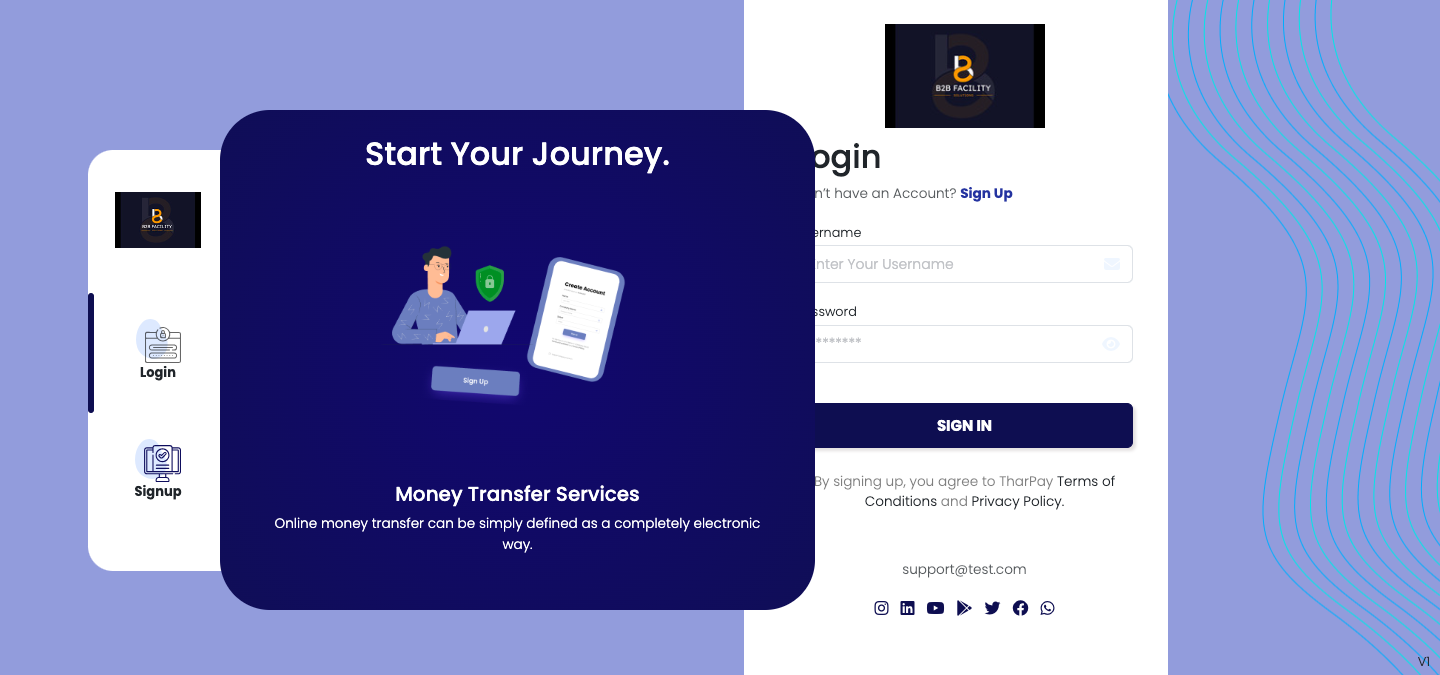 B2B FACILITY
Login
Signup
Start Your Journey.
Create Account
Sign Up
Money Transfer Services
Online money transfer can be simply defined as a completely electronic
way.
B2B FACILITY
SOLUTIONS
ogin
n't have an Account? Sign Up
ername
nter Your Username
ssword
*******
SIGN IN
By signing up, you agree to TharPay Terms of
Conditions and Privacy Policy.
support@test.com
V1